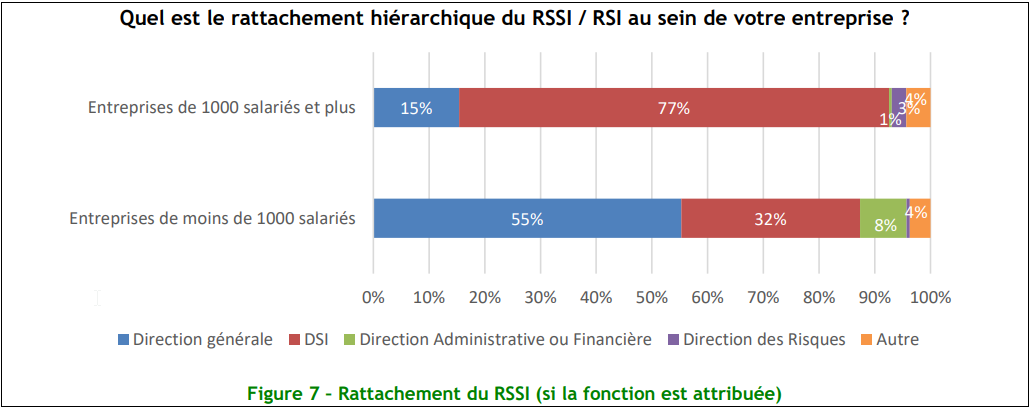 Quel est le rattachement hiérarchique du RSSI / RSI au sein de votre entreprise ?
Entreprises de 1000 salariés et plus
15%
77%
1%
3%
4%
Entreprises de moins de 1000 salariés
55%
32%
8%
4%
0% 10% 20% 30% 40% 50% 60% 70% 80% 90% 100%
Direction générale DSI Direction Administrative ou Financière Direction des Risques Autre
Figure 7 – Rattachement du RSSI (si la fonction est attribuée)